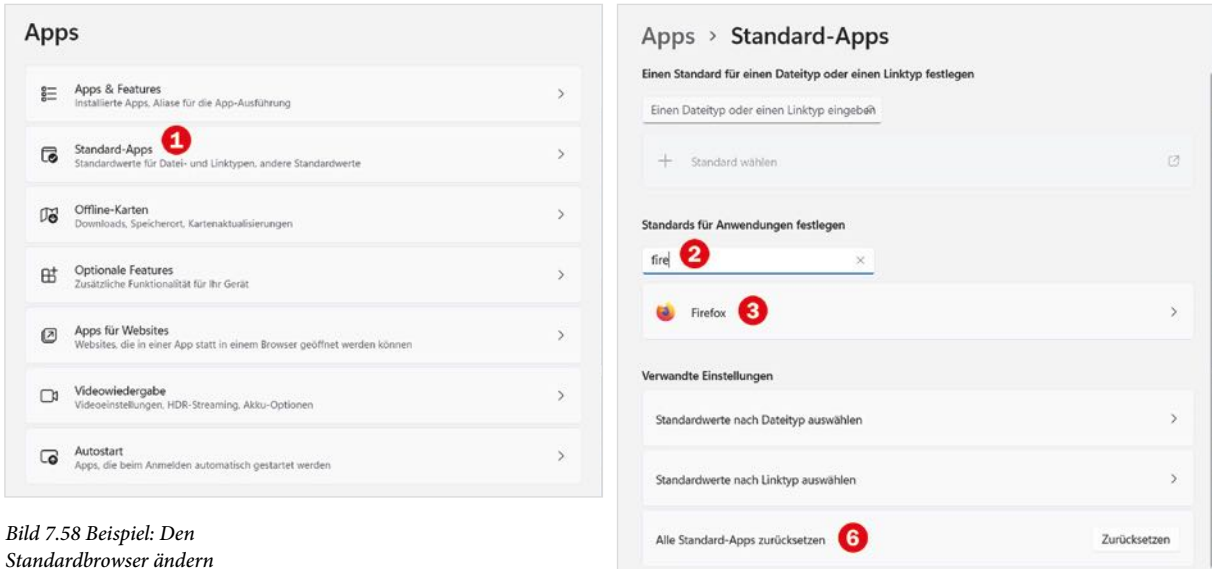 Apps
Apps & Features
Installierte Apps, Aliase für die App-Ausführung
Standard-Apps 1
Standardwerte für Datei- und Linktypen, andere Standardwerte
Offline-Karten
Downloads, Speicherort, Kartenaktualisierungen
Optionale Features
Zusätzliche Funktionalität für Ihr Gerät
Apps für Websites
Websites, die in einer App statt in einem Browser geöffnet werden können
Videowiedergabe
Videoeinstellungen, HDR-Streaming, Akku-Optionen
Autostart
Apps, die beim Anmelden automatisch gestartet werden
Bild 7.58 Beispiel: Den
Standardbrowser ändern
Apps > Standard-Apps
Einen Standard für einen Dateityp oder einen Linktyp festlegen
Einen Dateityp oder einen Linktyp eingeben
Standard wählen
Standards für Anwendungen festlegen
fire 2
Firefox 3
Verwandte Einstellungen
Standardwerte nach Dateityp auswählen
Standardwerte nach Linktyp auswählen
Alle Standard-Apps zurücksetzen 6 Zurücksetzen